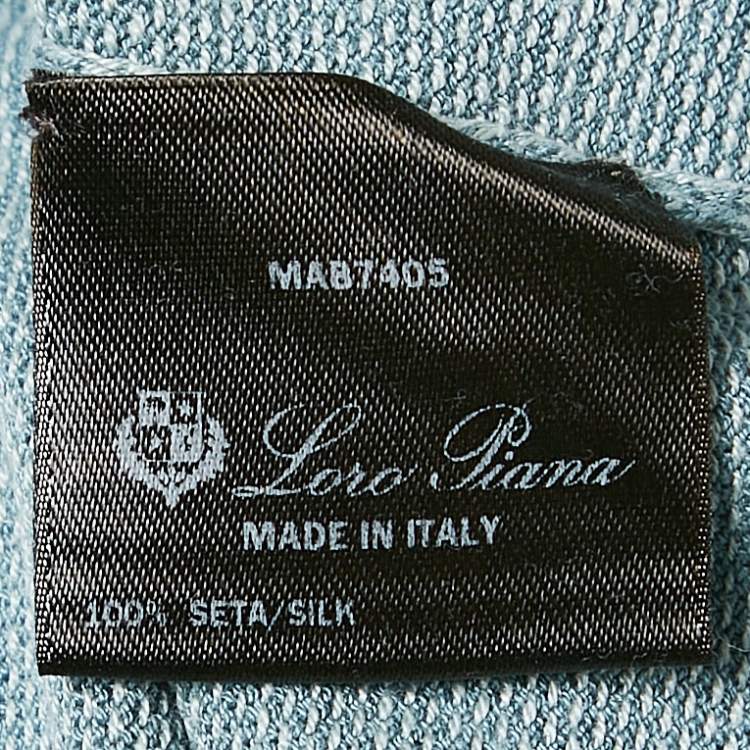 MAB7405
Loro Piana
MADE IN ITALY
100% SETA/SILK